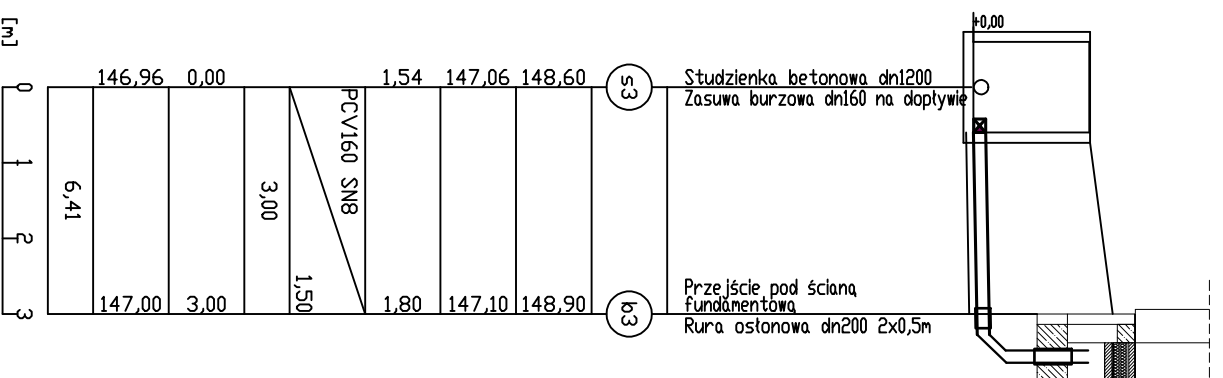 [m]
0
1
2
3
6,41
146,96 0,00
147,00 3,00
3,00
1,50
PCV160 SN8
1,54 147,06 148,60
1,80 147,10 148,90
s3
b3
Studzienka betonowa dn1200
Zasuwa burzowa dn160 na dopływie
Przejście pod ścianą
fundamentową
Rura osłonowa dn200 2x0,5m
+0,00